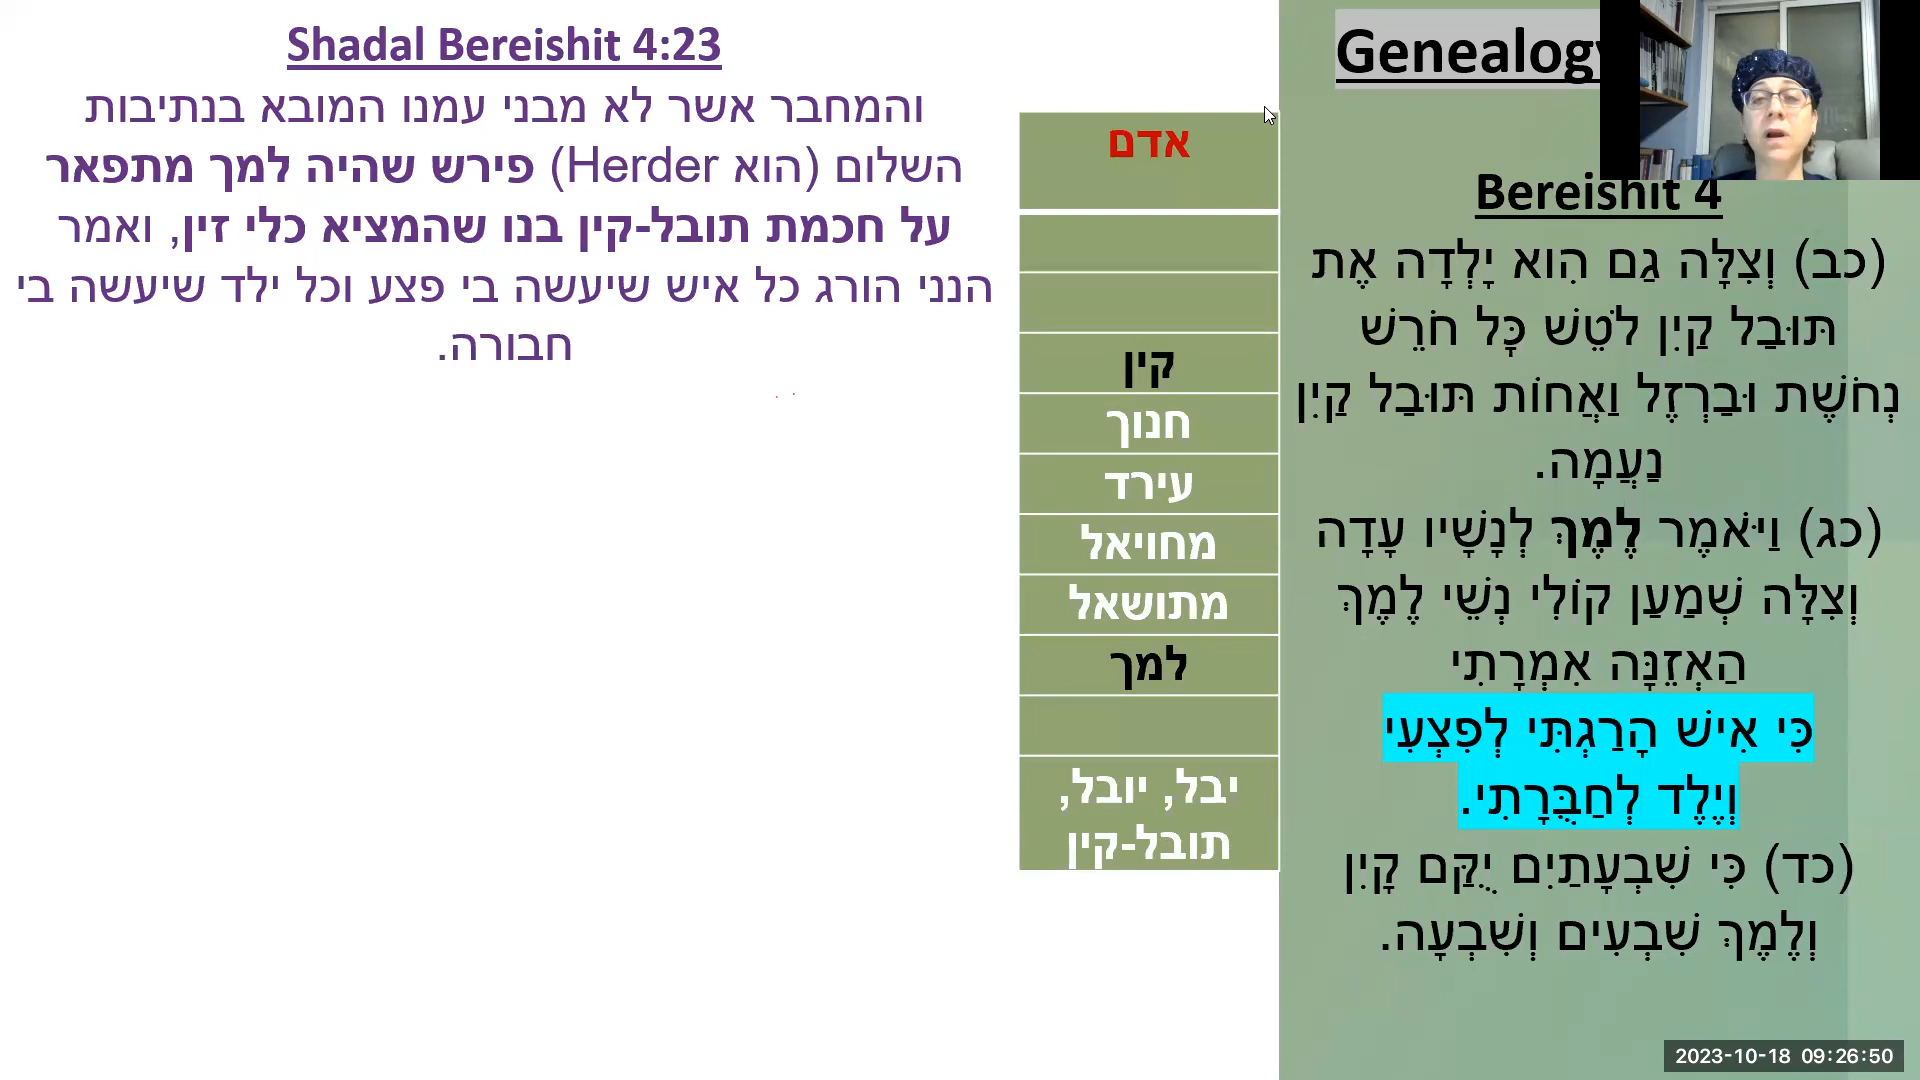 Shadal Bereishit 4:23
והמחבר אשר לא מבני עמנו המובא בנתיבות
השלום (הוא Herder) פירש שהיה למך מתפאר
על חכמת תובל-קין בנו שהמציא כלי זין, ואמר
הנני הורג כל איש שיעשה בי פצע וכל ילד שיעשה בי
חבורה.
אדם
קין
חנוך
עירד
מחויאל
מתושאל
למך
יבל, יובל,
תובל-קין
Genealogy
Bereishit 4
(כב) וְצִלָּה גַם הִוא יָלְדָה אֶת
תּוּבַל קַיִן לֹטֵשׁ כׇּל חֹרֵשׁ
נְחֹשֶׁת וּבַרְזֶל וַאֲחוֹת תּוּבַל קַיִן
נַעֲמָה.
(כג) וַיֹּאמֶר לֶמֶךְ לְנָשָׁיו עָדָה
וְצִלָּה שְׁמַעַן קוֹלִי נְשֵׁי לֶמֶךְ
הַאְזֵנָּה אִמְרָתִי
כִּי אִישׁ הָרַגְתִּי לְפִצְעִי
וְיֶלֶד לְחַבֻּרָתִי.
(כד) כִּי שִׁבְעָתַיִם יֻקַּם קָיִן
וְלֶמֶךְ שִׁבְעִים וְשִׁבְעָה.
2023-10-18 09:26:50